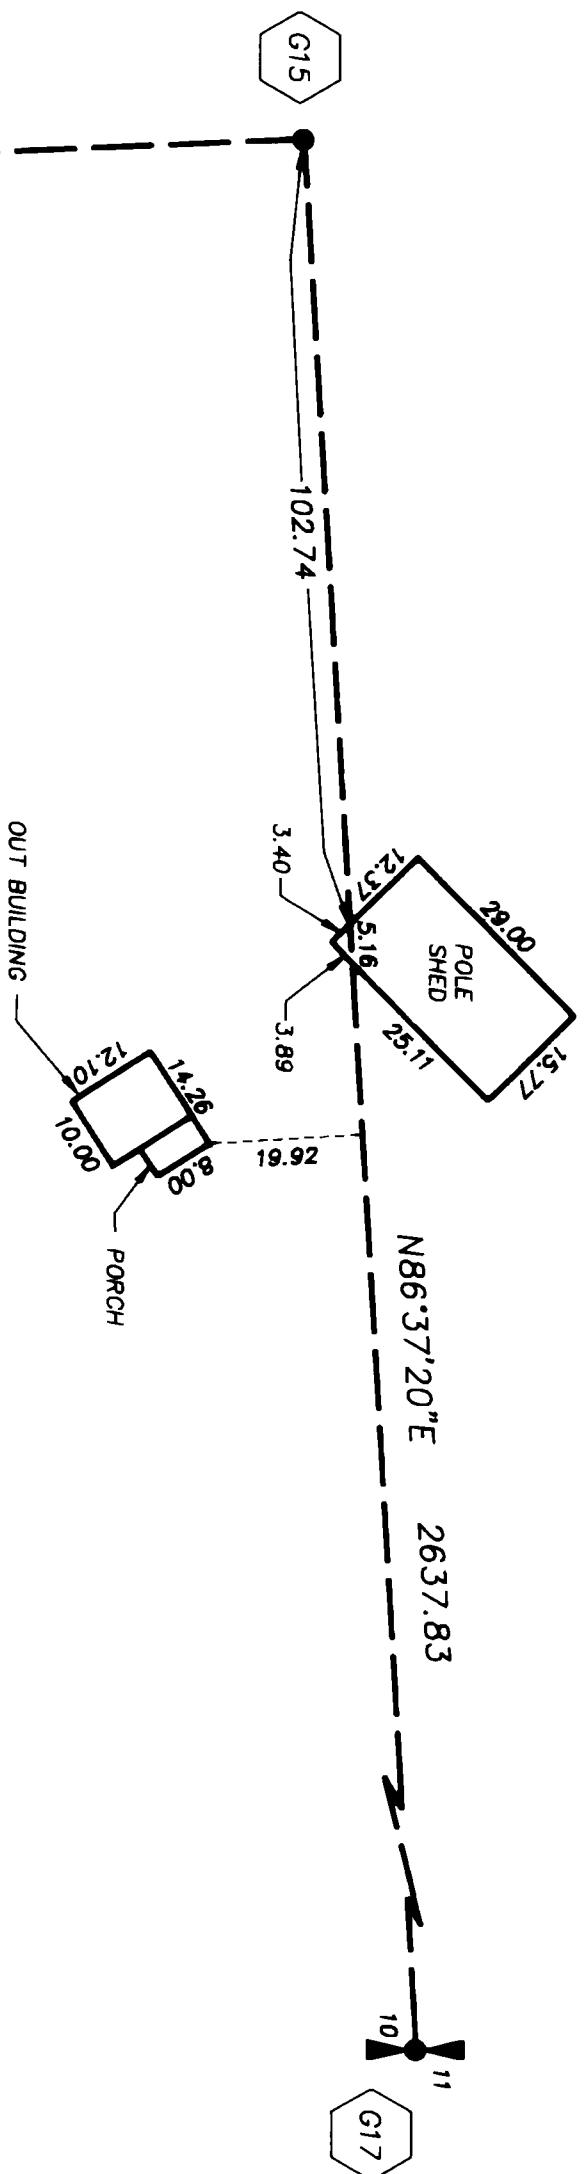 G15
102.74
3.40
12.37
5.16
29.00
POLE
SHED
15.77
25.11
3.89
OUT BUILDING
12.10
14.26
10.00
8.00
PORCH
19.92
N86°37'20"E 2637.83
10
11
G17